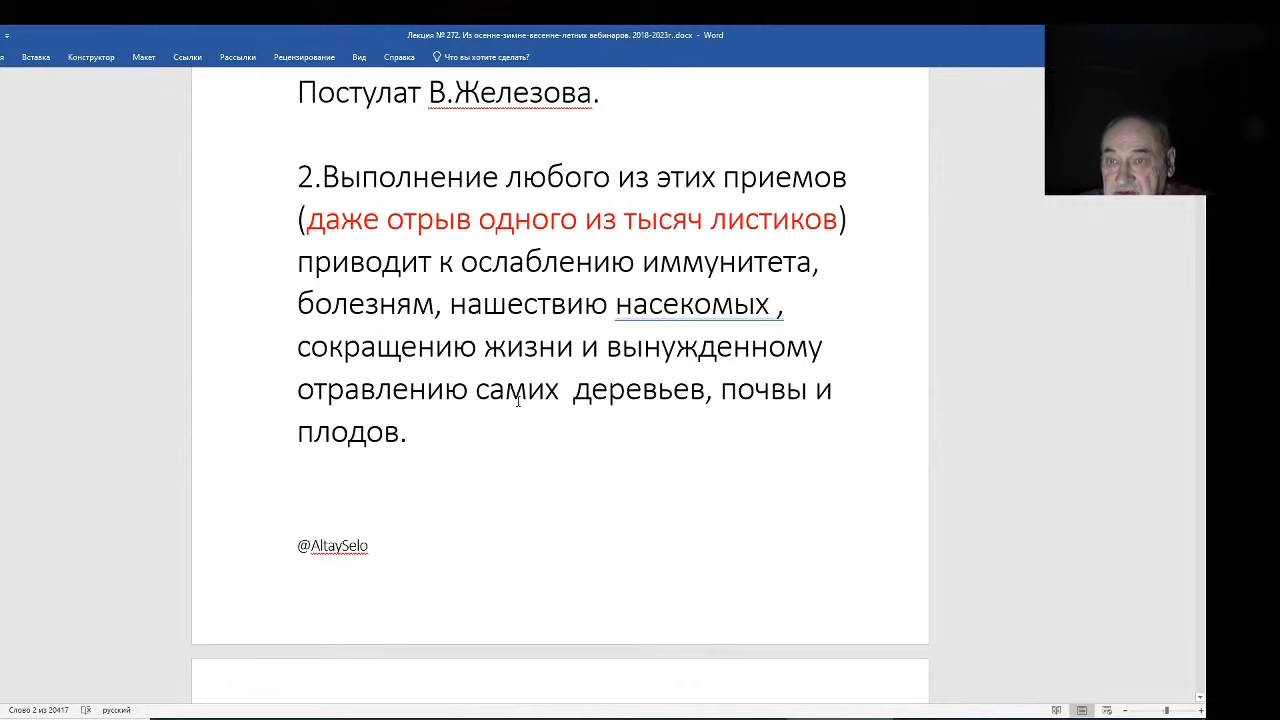 Лекция № 272. Из осенне-зимне-весенне-летних вебинаров. 2018-2023г..docx - Word
я Вставка Конструктор Макет Ссылки Рассылки Рецензирование Вид Справка Что вы хотите сделать?
Постулат В.Железова.
2.Выполнение любого из этих приемов
(даже отрыв одного из тысяч листиков)
приводит к ослаблению иммунитета,
болезням, нашествию насекомых ,
сокращению жизни и вынужденному
отравлению самих деревьев, почвы и
плодов.
@AltaySelo
Слово 2 из 20417 русский